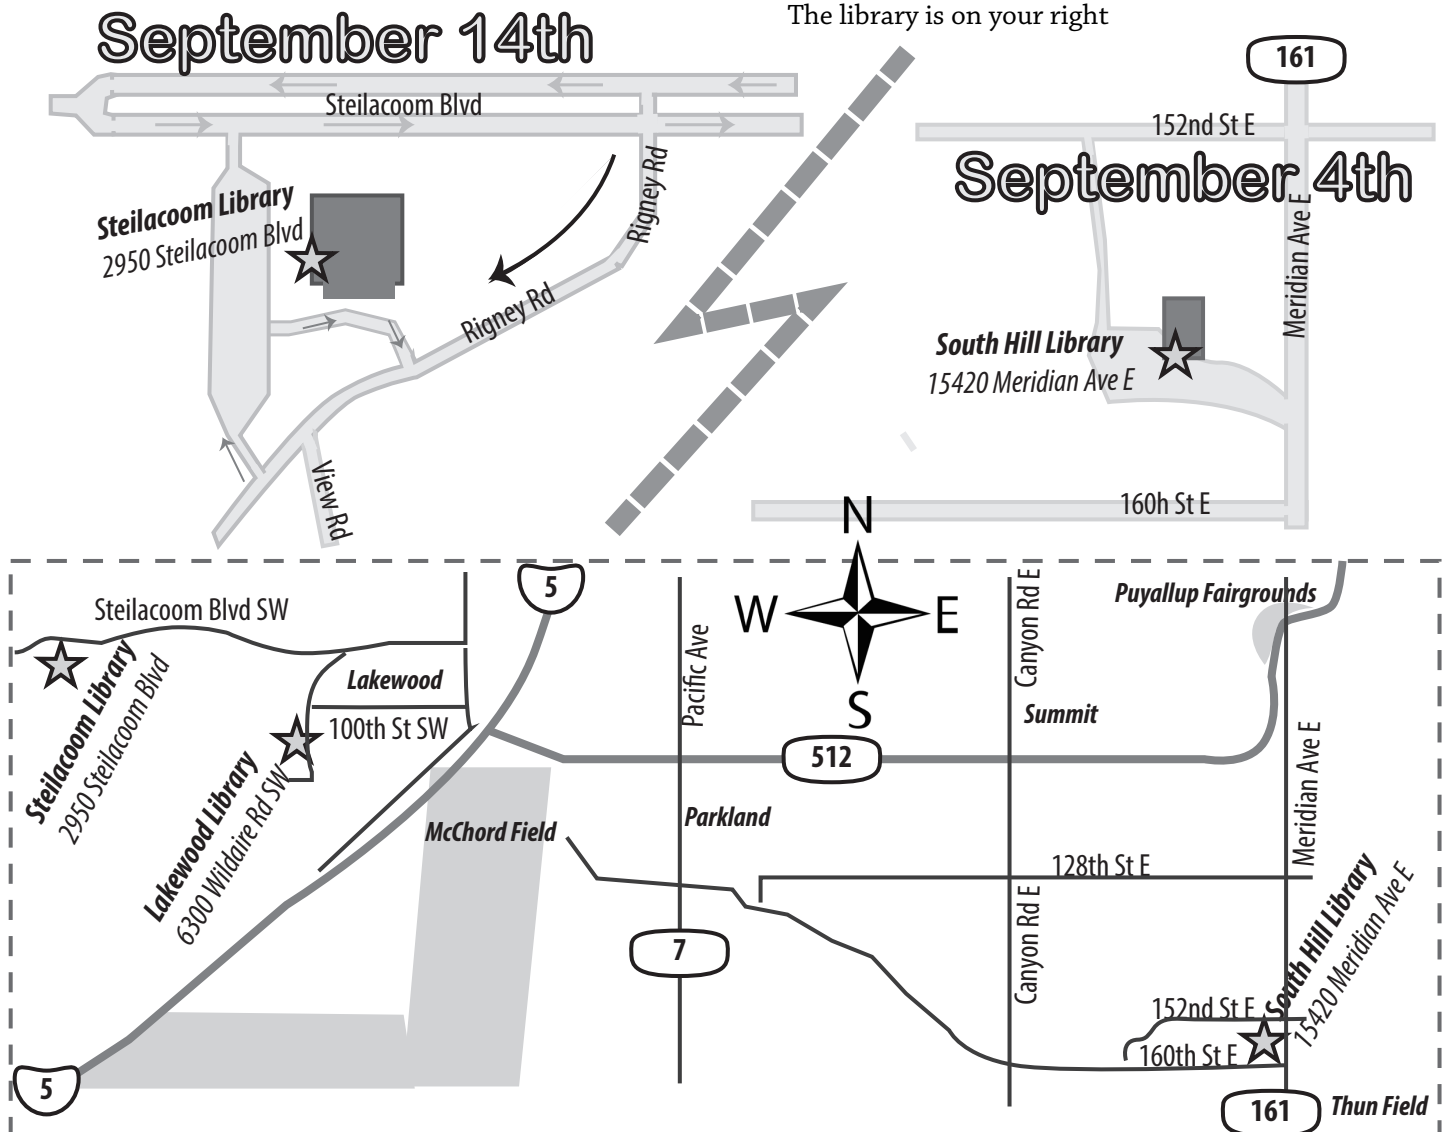 The library is on your right
September 14th
Steilacoom Blvd
Rigney Rd
Steilacoom Library
2950 Steilacoom Blvd
Rigney Rd
View Rd
161
152nd St E
September 4th
Meridian Ave E
South Hill Library
15420 Meridian Ave E
160h St E
N
W
E
S
5
Steilacoom Blvd SW
Steilacoom Library
2950 Steilacoom Blvd
Lakewood
100th St SW
Lakewood Library
6300 Wildaire Rd SW
McChord Field
Pacific Ave
Parkland
512
7
Canyon Rd E
Summit
Puyallup Fairgrounds
Meridian Ave E
128th St E
Canyon Rd E
South Hill Library
15420 Meridian Ave E
152nd St E
160th St E
5
161
Thun Field